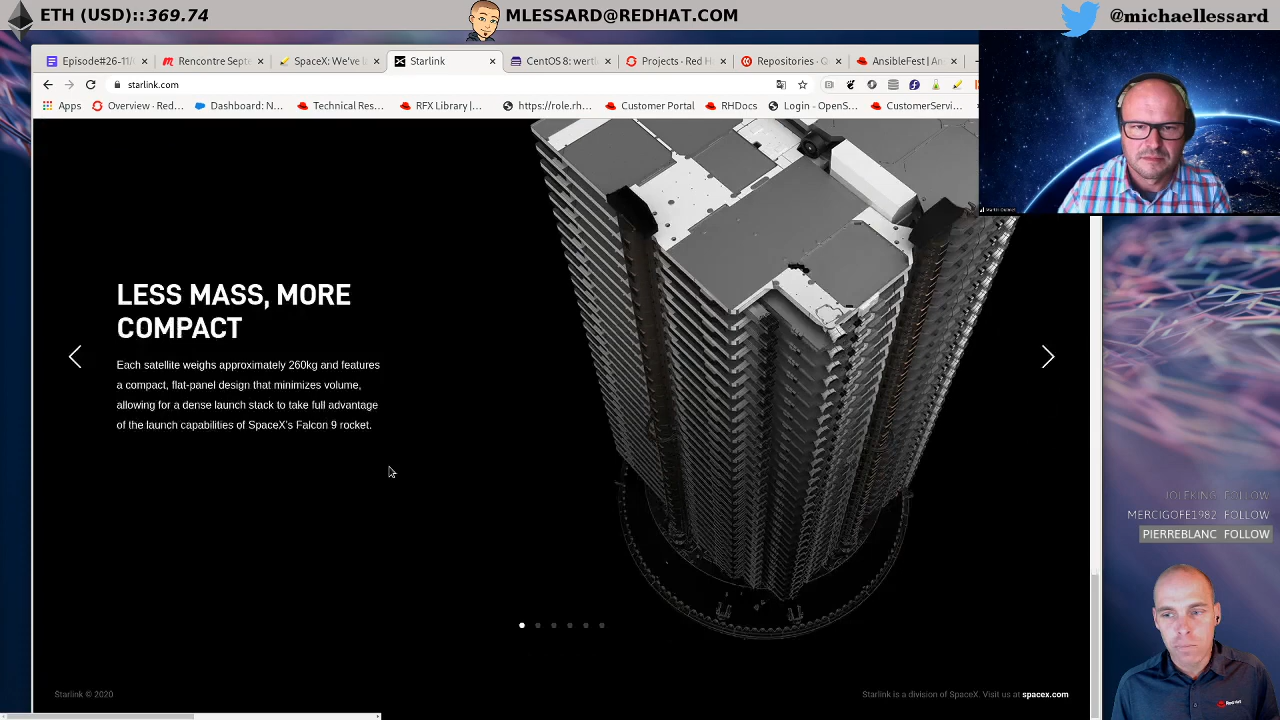 ETH (USD)::369.74
MLESSARD@REDHAT.COM
@michaellessard
Episode#26-11/
Rencontre Sept
SpaceX: We've l
Starlink
CentOS 8: wert
Projects · Red H
Repositories · Q
AnsibleFest | An
starlink.com
Apps
Overview - Red...
Dashboard: N...
Technical Res...
RFX Library |...
https://role.rh...
Customer Portal
RHDocs
Login - OpenS...
CustomerServi...
LESS MASS, MORE
COMPACT
Each satellite weighs approximately 260kg and features
a compact, flat-panel design that minimizes volume,
allowing for a dense launch stack to take full advantage
of the launch capabilities of SpaceX's Falcon 9 rocket.
JOLEKING FOLLOW
MERCIGOFE1982 FOLLOW
PIERREBLANC FOLLOW
Red Hat
Starlink © 2020
Starlink is a division of SpaceX. Visit us at spacex.com